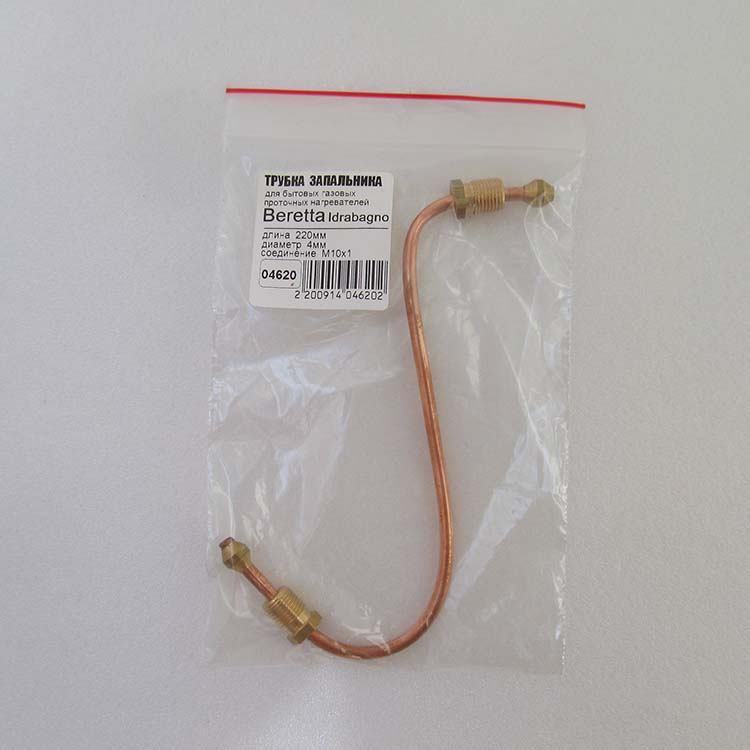 ТРУБКА ЗАПАЛЬНИКА
для бытовых газовых
проточных нагревателей
Beretta Idrabagno
длина 220мм
диаметр 4мм
соединение М10х1
04620
2 200914 046202